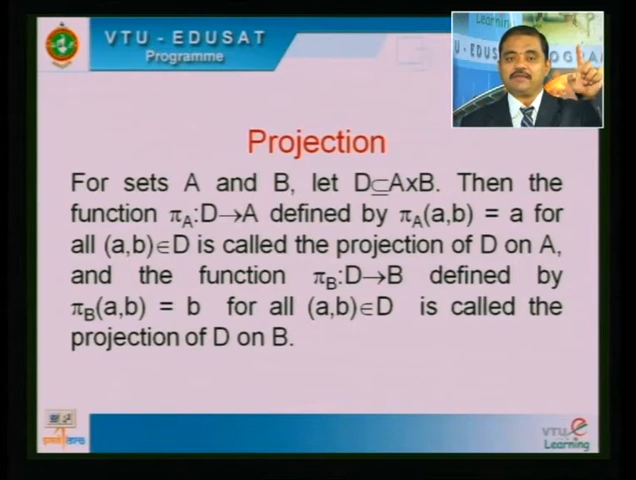 VTU - EDUSAT
Programme
Learning
Projection
For sets A and B, let D⊆AxB. Then the
function πA:D→A defined by πA(a,b) = a for
all (a,b)∈D is called the projection of D on A,
and the function πB:D→B defined by
πB(a,b) = b for all (a,b)∈D is called the
projection of D on B.
VTU e
Learning